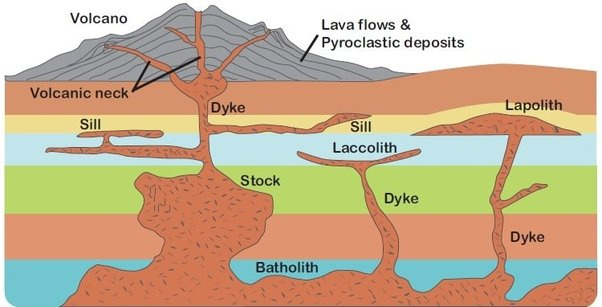 Volcano
Lava flows &
Pyroclastic deposits
Volcanic neck
Dyke
Lapolith
Sill
Sill
Laccolith
Stock
Dyke
Dyke
Batholith